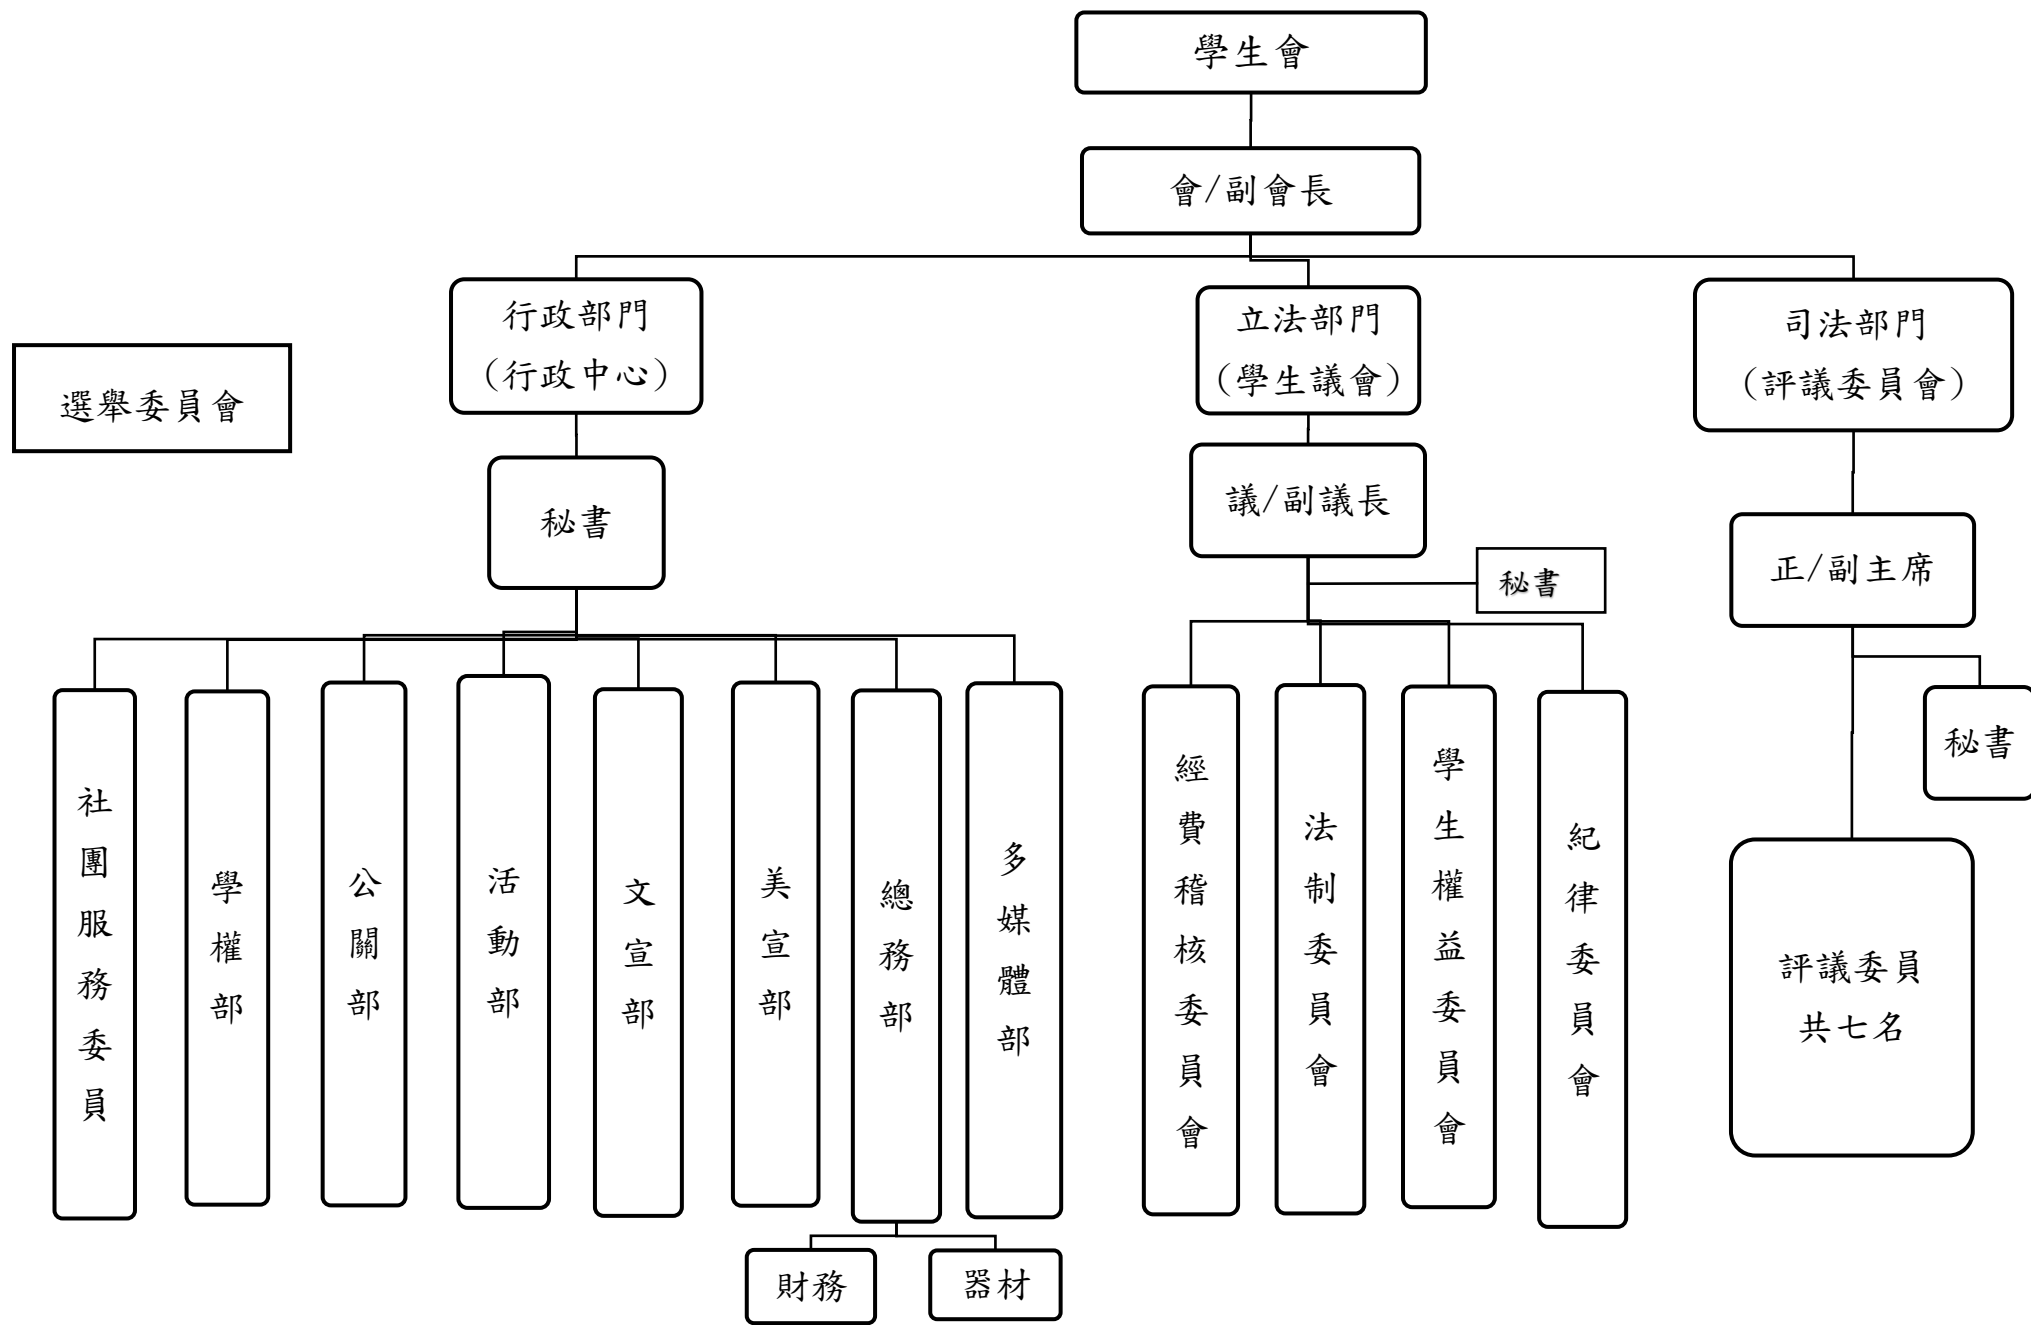 學生會
會/副會長
行政部門
(行政中心)
立法部門
(學生議會)
司法部門
(評議委員會)
選舉委員會
秘書
議/副議長
秘書
正/副主席
秘書
社團服務委員
學權部
公關部
活動部
文宣部
美宣部
總務部
多媒體部
經費稽核委員會
法制委員會
學生權益委員會
紀律委員會
評議委員
共七名
財務
器材